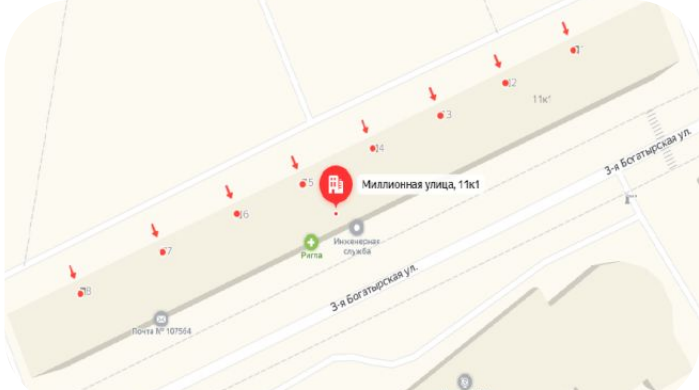 1
2
11к1
3
3-я Богатырская ул.
4
5
Миллионная улица, 11к1
6
Инженерная
служба
Ригла
7
3-я Богатырская ул.
8
Почта № 107564